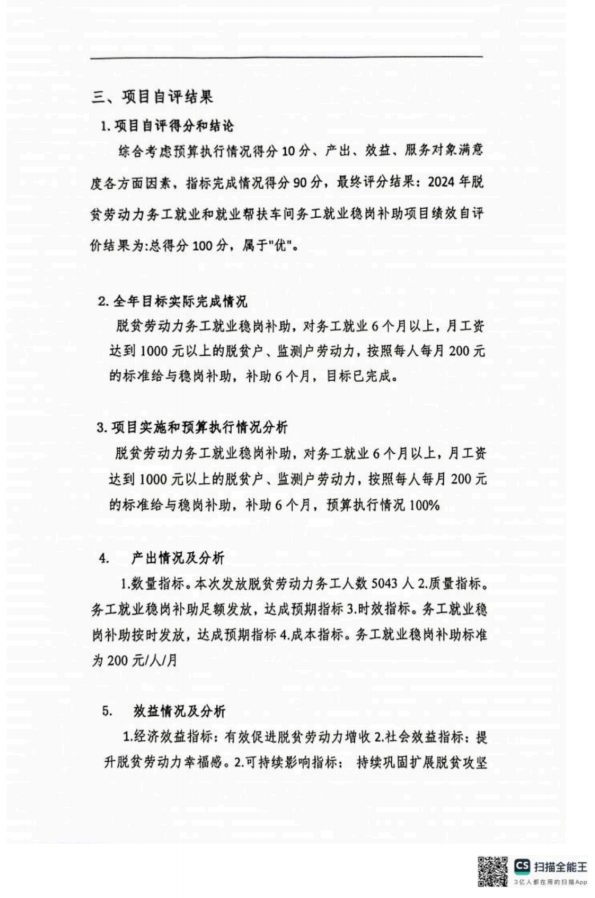 三、项目自评结果
1.项目自评得分和结论
综合考虑预算执行情况得分10分、产出、效益、服务对象满意
度各方面因素，指标完成情况得分90分，最终评分结果：2024年脱
贫劳动力务工就业和就业帮扶车间务工就业稳岗补助项目绩效自评
价结果为:总得分100分，属于"优"。
2.全年目标实际完成情况
脱贫劳动力务工就业稳岗补助，对务工就业6个月以上，月工资
达到1000元以上的脱贫户、监测户劳动力，按照每人每月200元
的标准给与稳岗补助，补助6个月，目标已完成。
3.项目实施和预算执行情况分析
脱贫劳动力务工就业稳岗补助，对务工就业6个月以上，月工资
达到1000元以上的脱贫户、监测户劳动力，按照每人每月200元
的标准给与稳岗补助，补助6个月，预算执行情况100%
4. 产出情况及分析
1.数量指标。本次发放脱贫劳动力务工人数5043人2.质量指标。
务工就业稳岗补助足额发放，达成预期指标3.时效指标。务工就业稳
岗补助按时发放，达成预期指标4.成本指标。务工就业稳岗补助标准
为200元/人/月
5. 效益情况及分析
1.经济效益指标：有效促进脱贫劳动力增收2.社会效益指标：提
升脱贫劳动力幸福感。2.可持续影响指标： 持续巩固扩展脱贫攻坚
CS 扫描全能王
3亿人都在用的扫描App